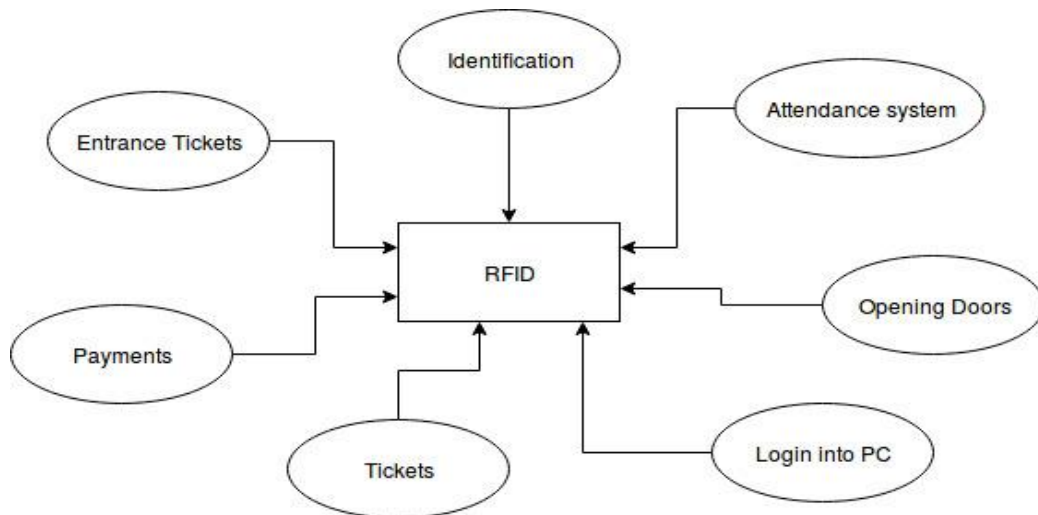 Identification
Entrance Tickets
Attendance system
RFID
Opening Doors
Payments
Tickets
Login into PC